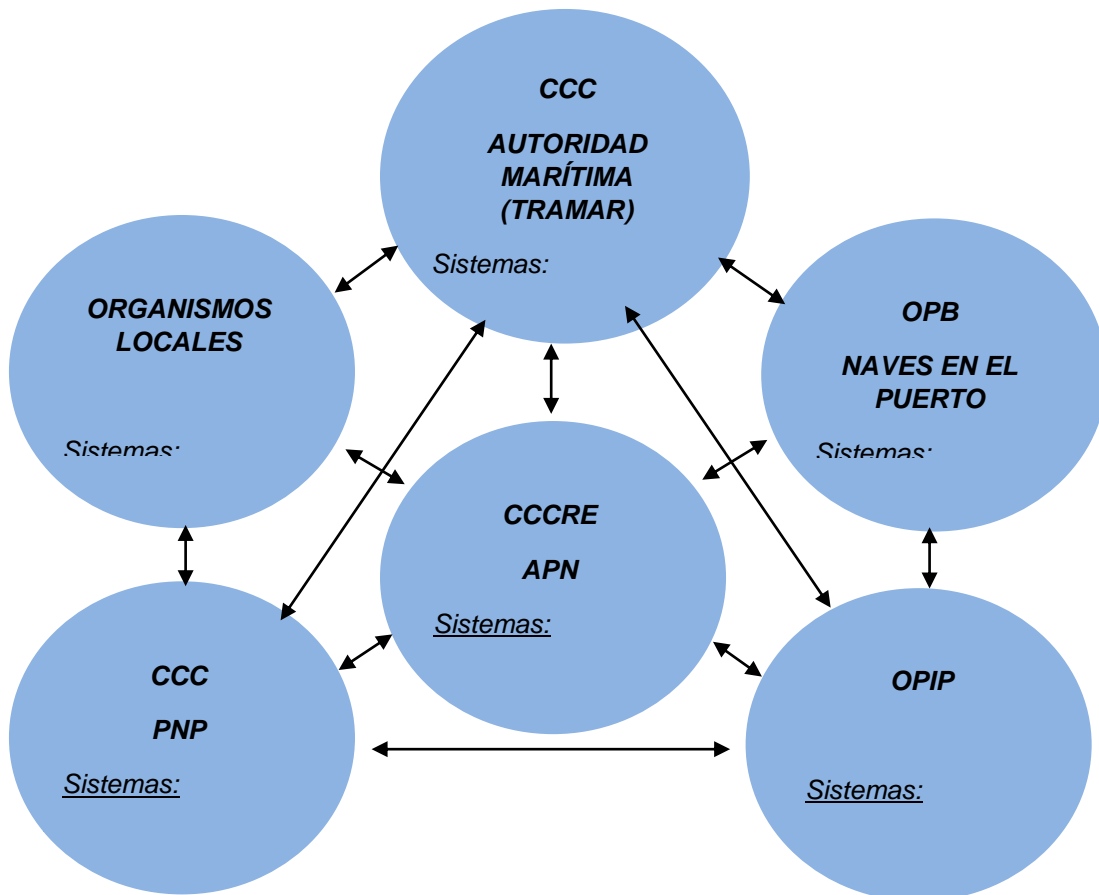 CCC
AUTORIDAD
MARÍTIMA
(TRAMAR)
Sistemas:
ORGANISMOS
LOCALES
Sistemas:
OPB
NAVES EN EL
PUERTO
Sistemas:
CCCRE
APN
Sistemas:
CCC
PNP
Sistemas:
OPIP
Sistemas: